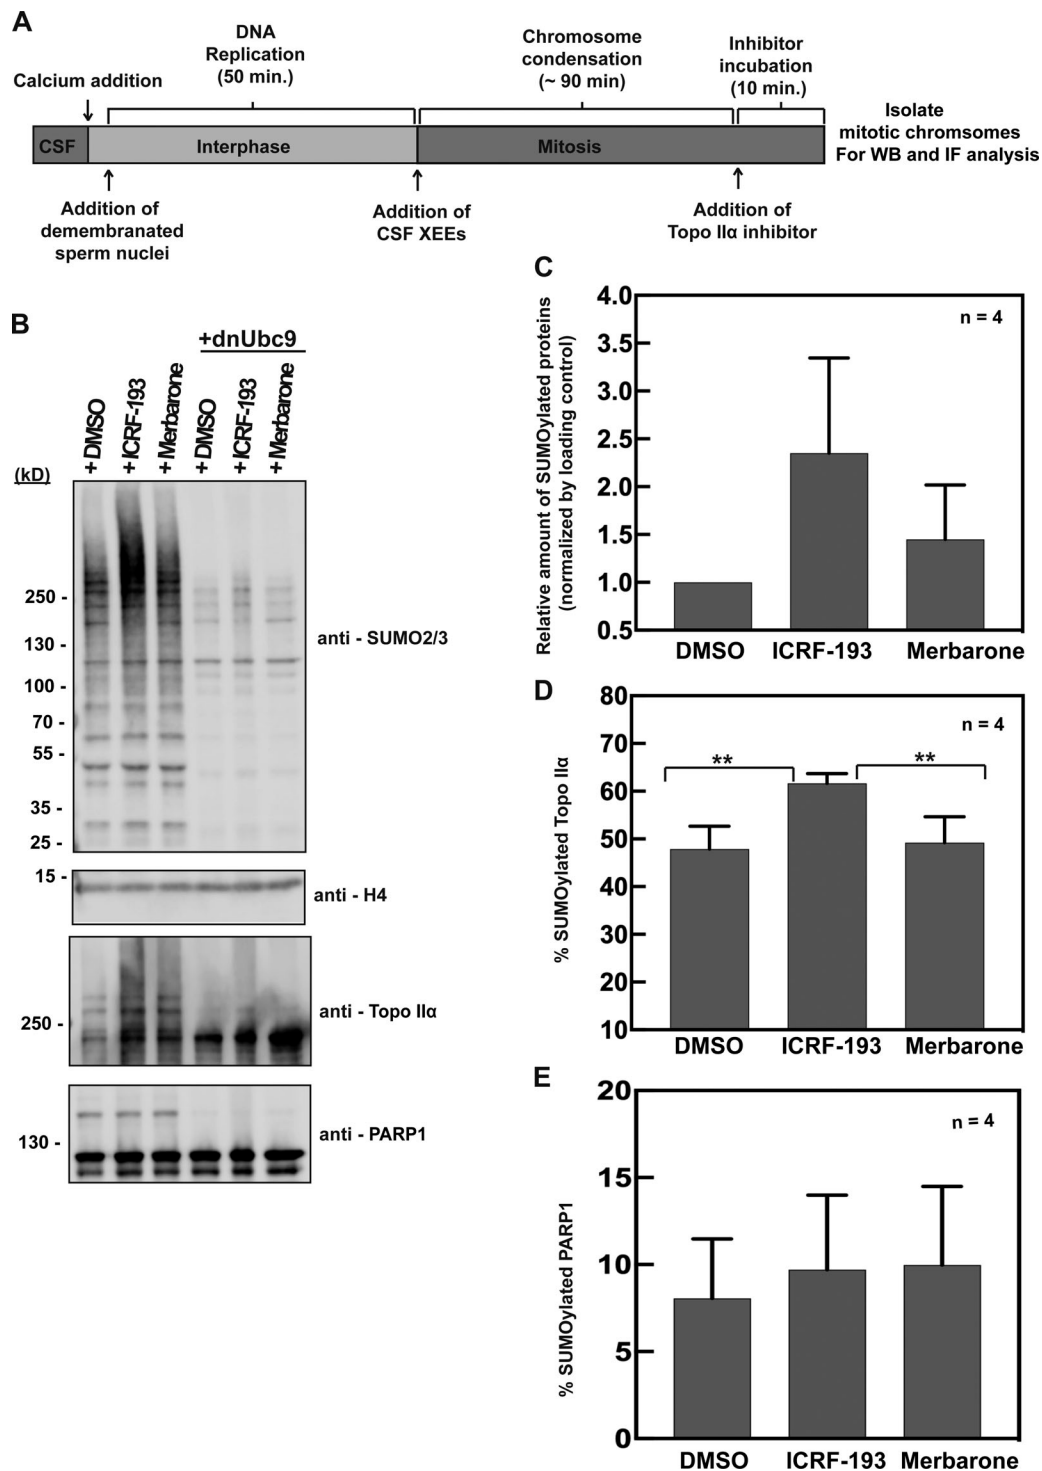 A
DNA
Replication
(50 min.)
Chromosome
condensation
(~ 90 min)
Inhibitor
incubation
(10 min.)
Calcium addition
CSF
Interphase
Mitosis
Isolate
mitotic chromsomes
For WB and IF analysis
Addition of
demembranated
sperm nuclei
Addition of
CSF XEEs
Addition of
Topo IIα inhibitor
B
+dnUbc9
+ DMSO
+ ICRF-193
+ Merbarone
+ DMSO
+ ICRF-193
+ Merbarone
(kD)
250 -
130 -
100 -
70 -
55 -
35 -
25 -
anti - SUMO2/3
15 -
anti - H4
250 -
anti - Topo IIα
130 -
anti - PARP1
C
Relative amount of SUMOylated proteins
(normalized by loading control)
4.0
3.5
3.0
2.5
2.0
1.5
1.0
0.5
n = 4
DMSO ICRF-193 Merbarone
D
% SUMOylated Topo IIα
80
70
60
50
40
30
20
10
n = 4
** **
DMSO ICRF-193 Merbarone
E
% SUMOylated PARP1
20
15
10
5
0
n = 4
DMSO ICRF-193 Merbarone